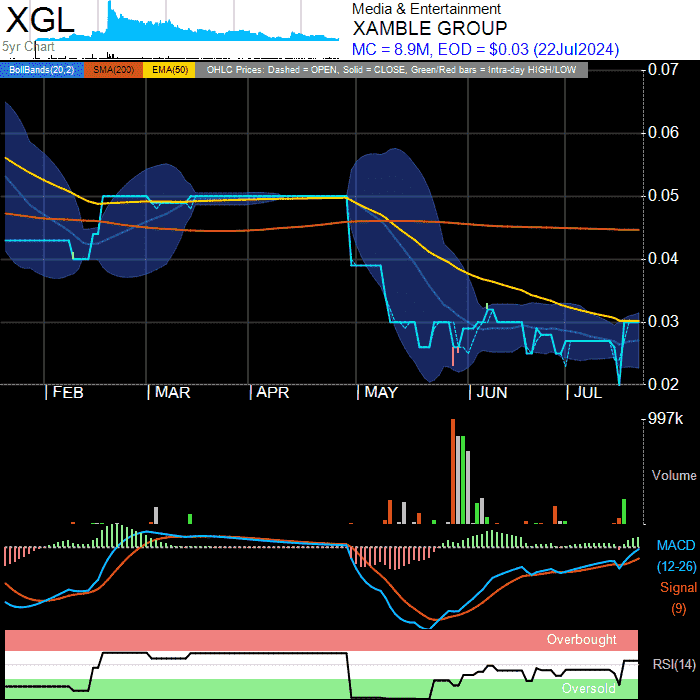 XGL
5yr Chart
Media & Entertainment
XAMBLE GROUP
MC = 8.9M, EOD = $0.03 (22Jul2024)
BollBands(20,2) SMA(200) EMA(50) OHLC Prices: Dashed = OPEN, Solid = CLOSE, Green/Red bars = Intra-day HIGH/LOW
0.07
0.06
0.05
0.04
0.03
0.02
FEB MAR APR MAY JUN JUL
997k
Volume
MACD
(12-26)
Signal
(9)
Overbought
RSI(14)
Oversold